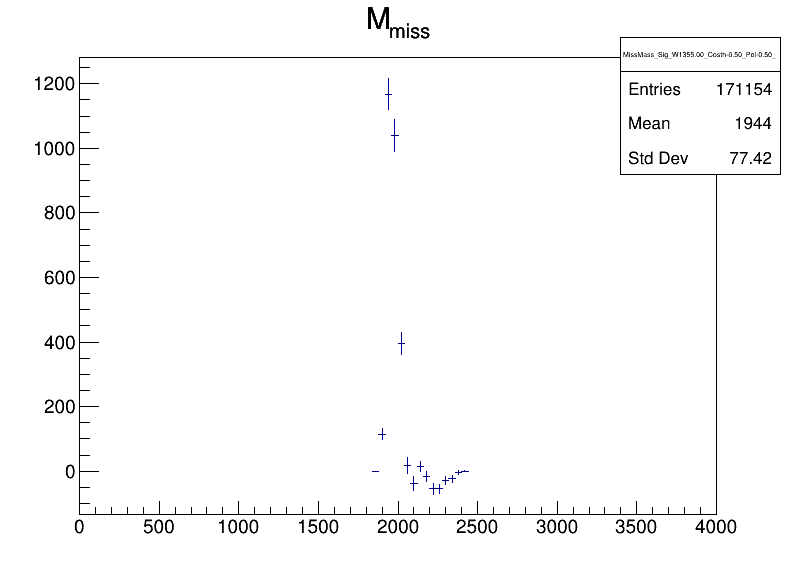 M_miss
MissMass_Sig_W1355.00_Costh-0.50_Pol-0.50_
Entries 171154
Mean 1944
Std Dev 77.42
1200
1000
800
600
400
200
0
0 500 1000 1500 2000 2500 3000 3500 4000